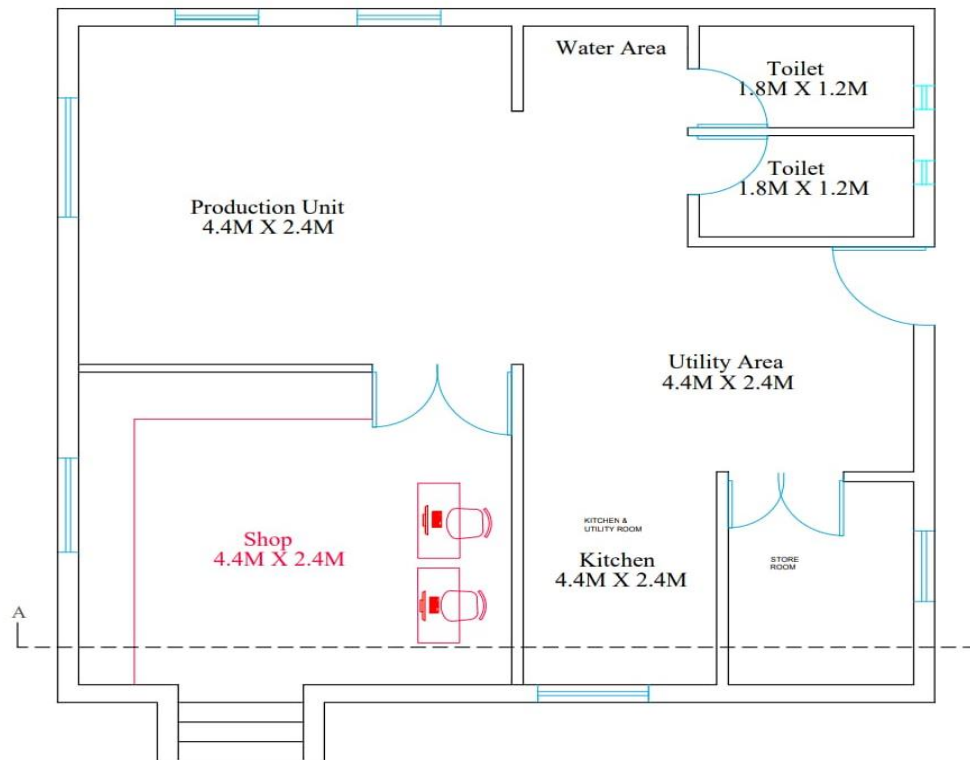 Water Area
Toilet
1.8M X 1.2M
Toilet
1.8M X 1.2M
Production Unit
4.4M X 2.4M
Utility Area
4.4M X 2.4M
Shop
4.4M X 2.4M
KITCHEN &
UTILITY ROOM
Kitchen
4.4M X 2.4M
STORE
ROOM
A